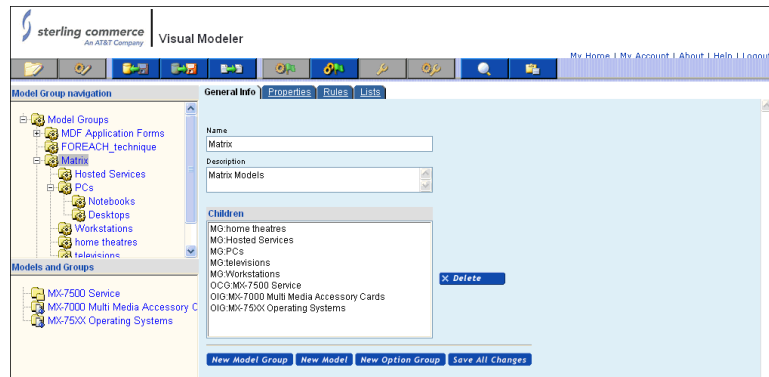 sterling commerce
An AT&T Company
Visual Modeler
My Home | My Account | About | Help | Logout
Model Group navigation
General Info
Properties
Rules
Lists
Model Groups
MDF Application Forms
FOREACH_technique
Matrix
Hosted Services
PCs
Notebooks
Desktops
Workstations
home theatres
televisions
Name
Matrix
Description
Matrix Models
Children
MG:home theatres
MG:Hosted Services
MG:PCs
MG:televisions
MG:Workstations
OCG:MX-7500 Service
OIG:MX-7000 Multi Media Accessory Cards
OIG:MX-75XX Operating Systems
X Delete
Models and Groups
MX-7500 Service
MX-7000 Multi Media Accessory C
MX-75XX Operating Systems
New Model Group
New Model
New Option Group
Save All Changes